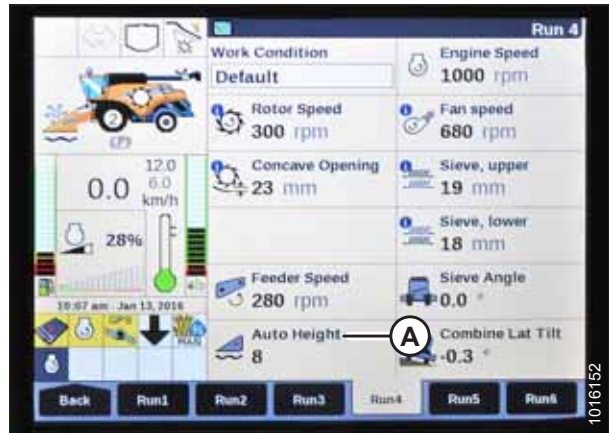 Run 4
Work Condition
Default
Engine Speed
1000 rpm
Rotor Speed
300 rpm
Fan speed
680 rpm
Concave Opening
23 mm
Sieve, upper
19 mm
Sieve, lower
18 mm
Feeder Speed
280 rpm
Sieve Angle
0.0 °
Auto Height
8
A
Combine Lat Tilt
-0.3 °
2
(P)
12.0
0.0
6.0
km/h
28%
10:07 am Jan 13, 2016
GPS
MAN
Back
Run1
Run2
Run3
Run4
Run5
Run6
1016152